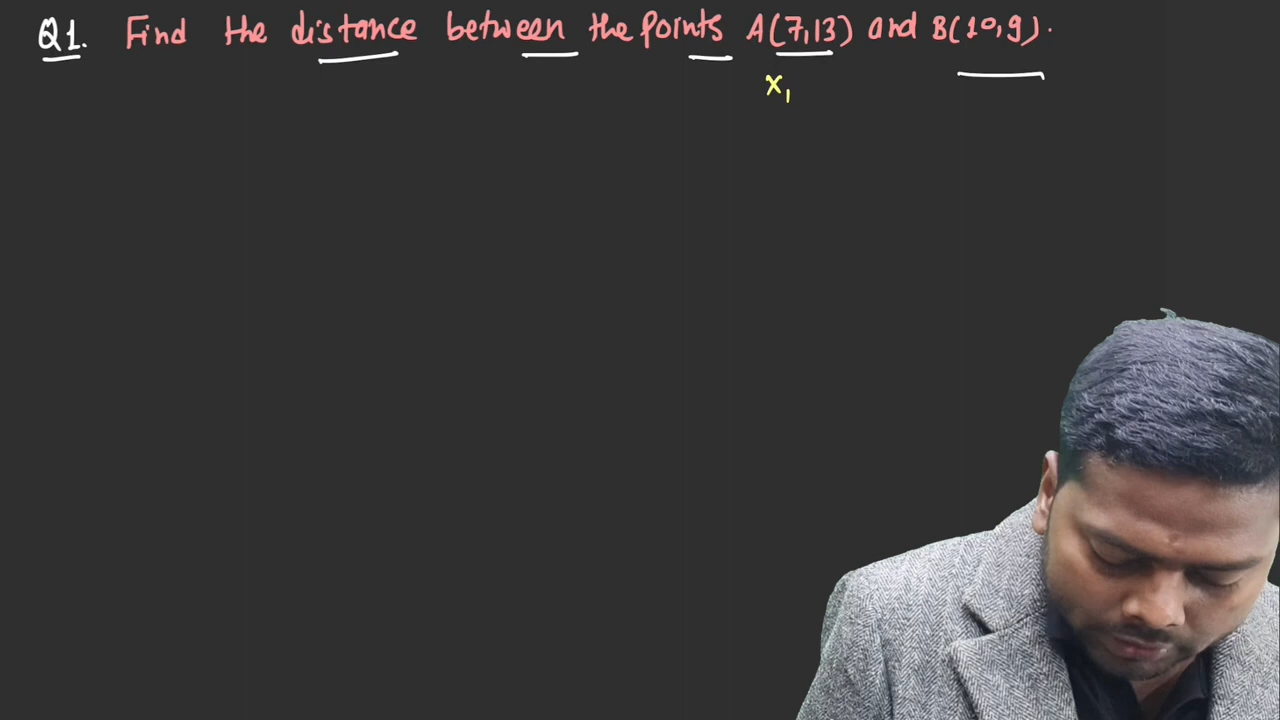 Q1. Find the distance between the points A(7,13) and B(10,9).
x₁